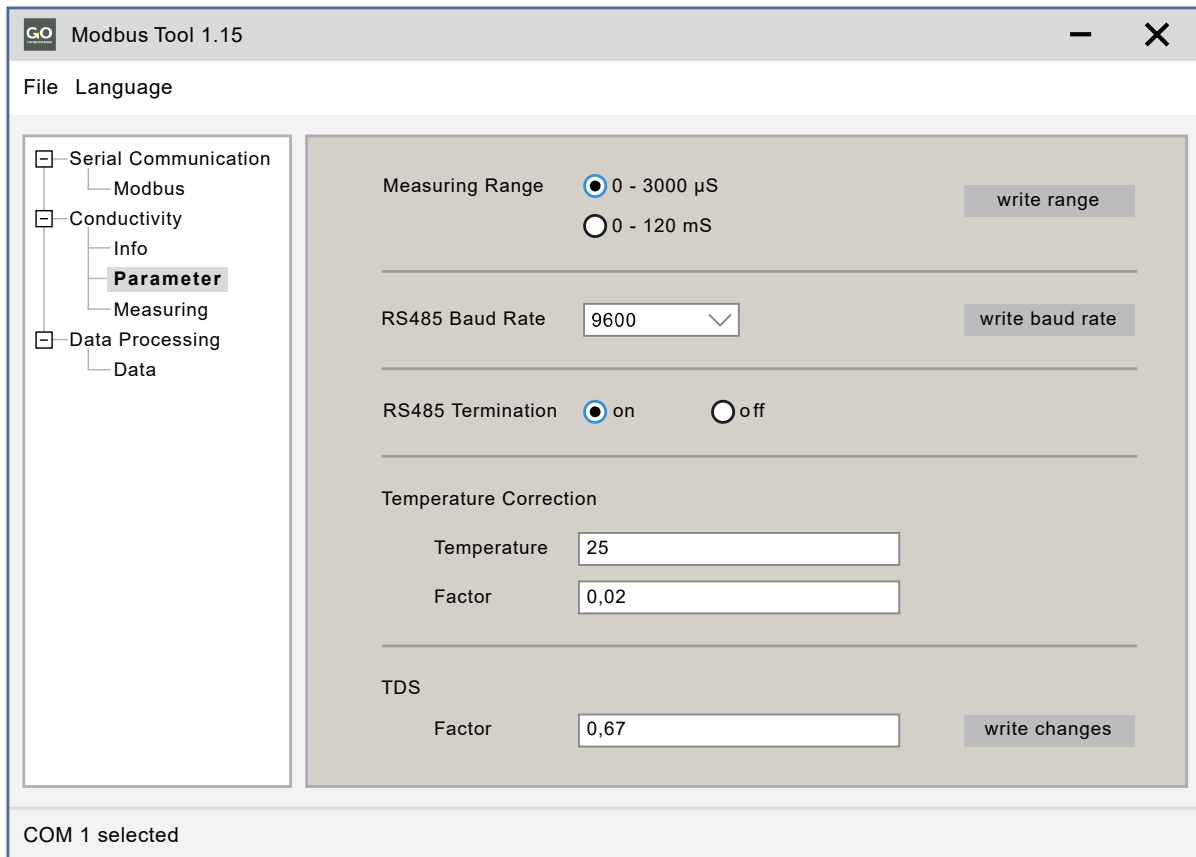 GO
Modbus Tool 1.15
File Language
Serial Communication
Modbus
Conductivity
Info
Parameter
Measuring
Data Processing
Data
Measuring Range
0 - 3000 µS
0 - 120 mS
write range
RS485 Baud Rate
9600
write baud rate
RS485 Termination
on
off
Temperature Correction
Temperature
25
Factor
0,02
TDS
Factor
0,67
write changes
COM 1 selected